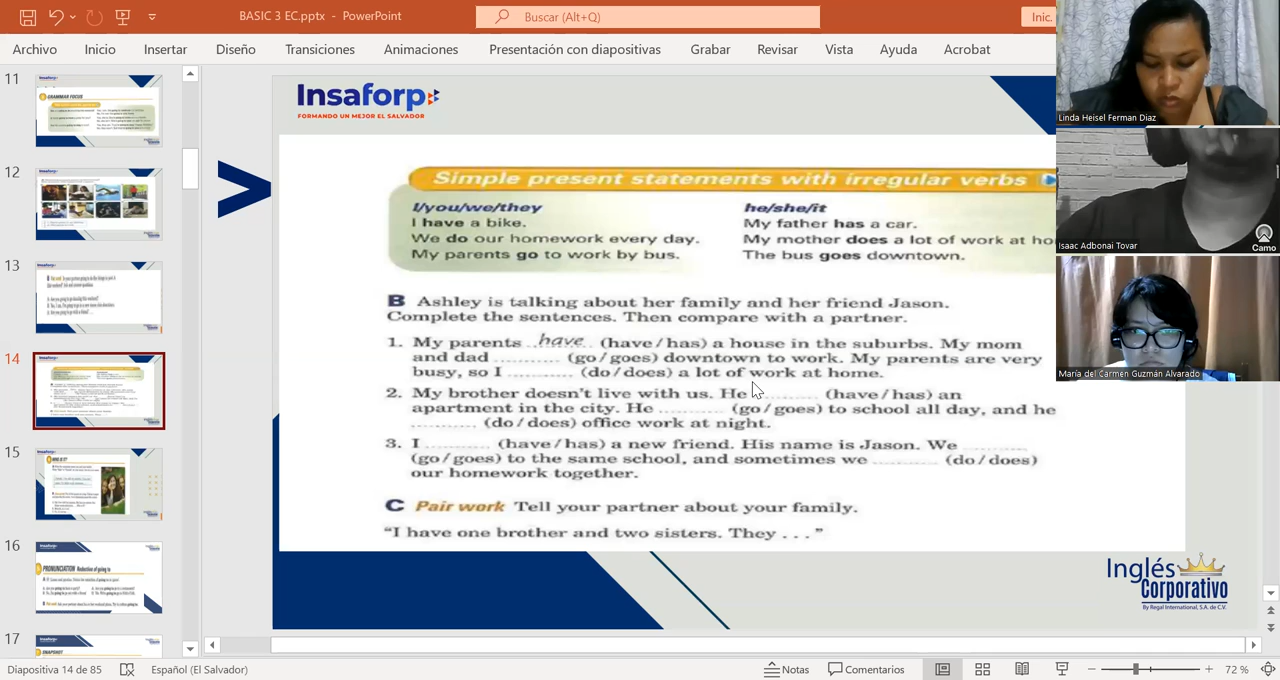 BASIC 3 EC.pptx - PowerPoint
Buscar (Alt+Q)
Inic.
Archivo Inicio Insertar Diseño Transiciones Animaciones Presentación con diapositivas Grabar Revisar Vista Ayuda Acrobat
11
GRAMMAR FOCUS
12
13
14
15
WHO IS IT?
16
PRONUNCIATION Reduction of going to
17
SNAPSHOT
Insaforp
FORMANDO UN MEJOR EL SALVADOR
Simple present statements with irregular verbs
I/you/we/they he/she/it
I have a bike. My father has a car.
We do our homework every day. My mother does a lot of work at ho
My parents go to work by bus. The bus goes downtown.
B Ashley is talking about her family and her friend Jason.
Complete the sentences. Then compare with a partner.
1. My parents ..have.. (have / has) a house in the suburbs. My mom
and dad .......... (go / goes) downtown to work. My parents are very
busy, so I .......... (do / does) a lot of work at home.
2. My brother doesn't live with us. He .......... (have / has) an
apartment in the city. He .......... (go / goes) to school all day, and he
.......... (do / does) office work at night.
3. I .......... (have / has) a new friend. His name is Jason. We ..........
(go / goes) to the same school, and sometimes we .......... (do / does)
our homework together.
C Pair work Tell your partner about your family.
"I have one brother and two sisters. They . . . "
Inglés
Corporativo
By Regal International, S.A. de C.V.
Linda Heisel Ferman Diaz
Isaac Adbonai Tovar
Camo
María del Carmen Guzmán Alvarado
Diapositiva 14 de 85 Español (El Salvador) Notas Comentarios 72 %